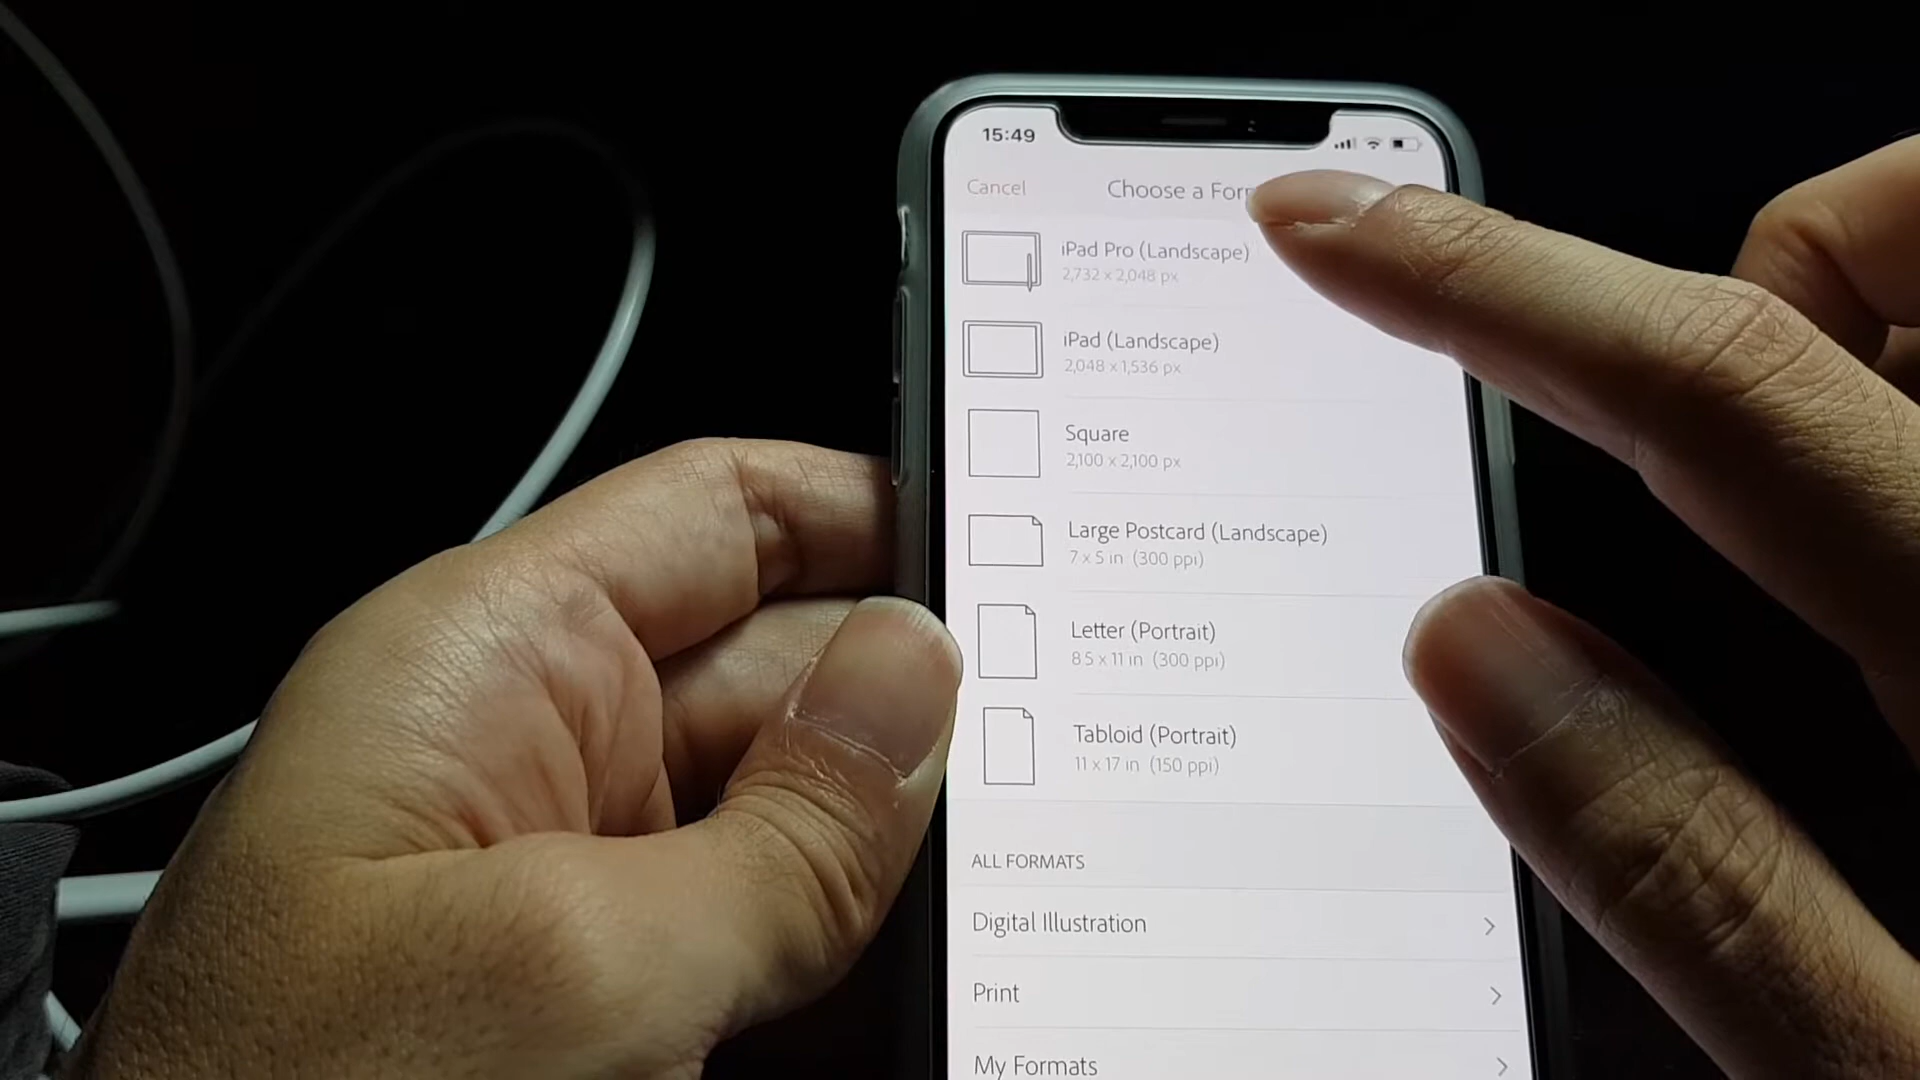 15:49
Cancel
Choose a For
iPad Pro (Landscape)
2,732 x 2,048 px
iPad (Landscape)
2,048 x 1,536 px
Square
2,100 x 2,100 px
Large Postcard (Landscape)
7 x 5 in (300 ppi)
Letter (Portrait)
8.5 x 11 in (300 ppi)
Tabloid (Portrait)
11 x 17 in (150 ppi)
ALL FORMATS
Digital Illustration
Print
My Formats